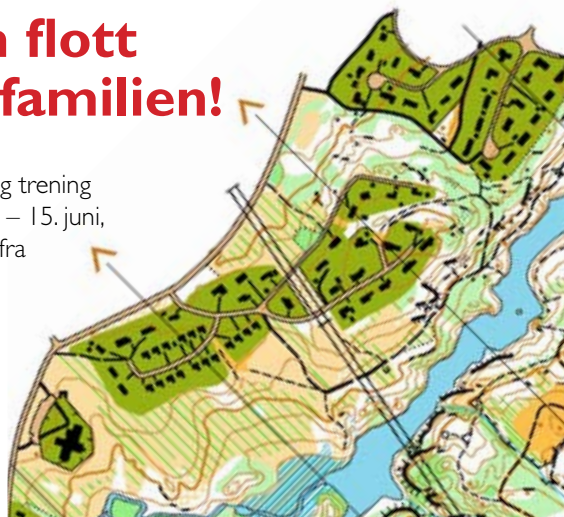 flott
familien!
g trening
– 15. juni,
fra